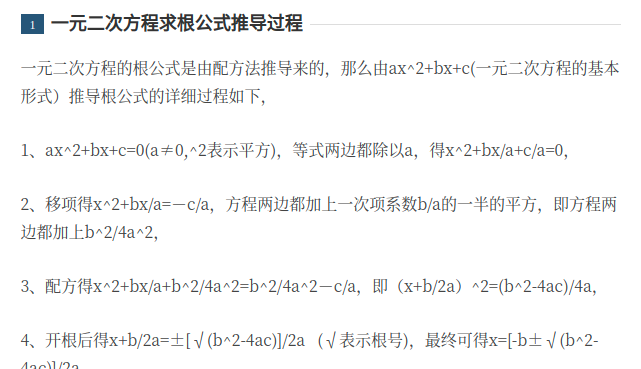 1 一元二次方程求根公式推导过程
一元二次方程的根公式是由配方法推导来的，那么由ax^2+bx+c(一元二次方程的基本
形式）推导根公式的详细过程如下，
1、ax^2+bx+c=0(a≠0,^2表示平方)，等式两边都除以a，得x^2+bx/a+c/a=0，
2、移项得x^2+bx/a=－c/a，方程两边都加上一次项系数b/a的一半的平方，即方程两
边都加上b^2/4a^2，
3、配方得x^2+bx/a+b^2/4a^2=b^2/4a^2－c/a，即（x+b/2a）^2=(b^2-4ac)/4a，
4、开根后得x+b/2a=±[√(b^2-4ac)]/2a （√表示根号)，最终可得x=[-b±√(b^2-
4ac)]/2a